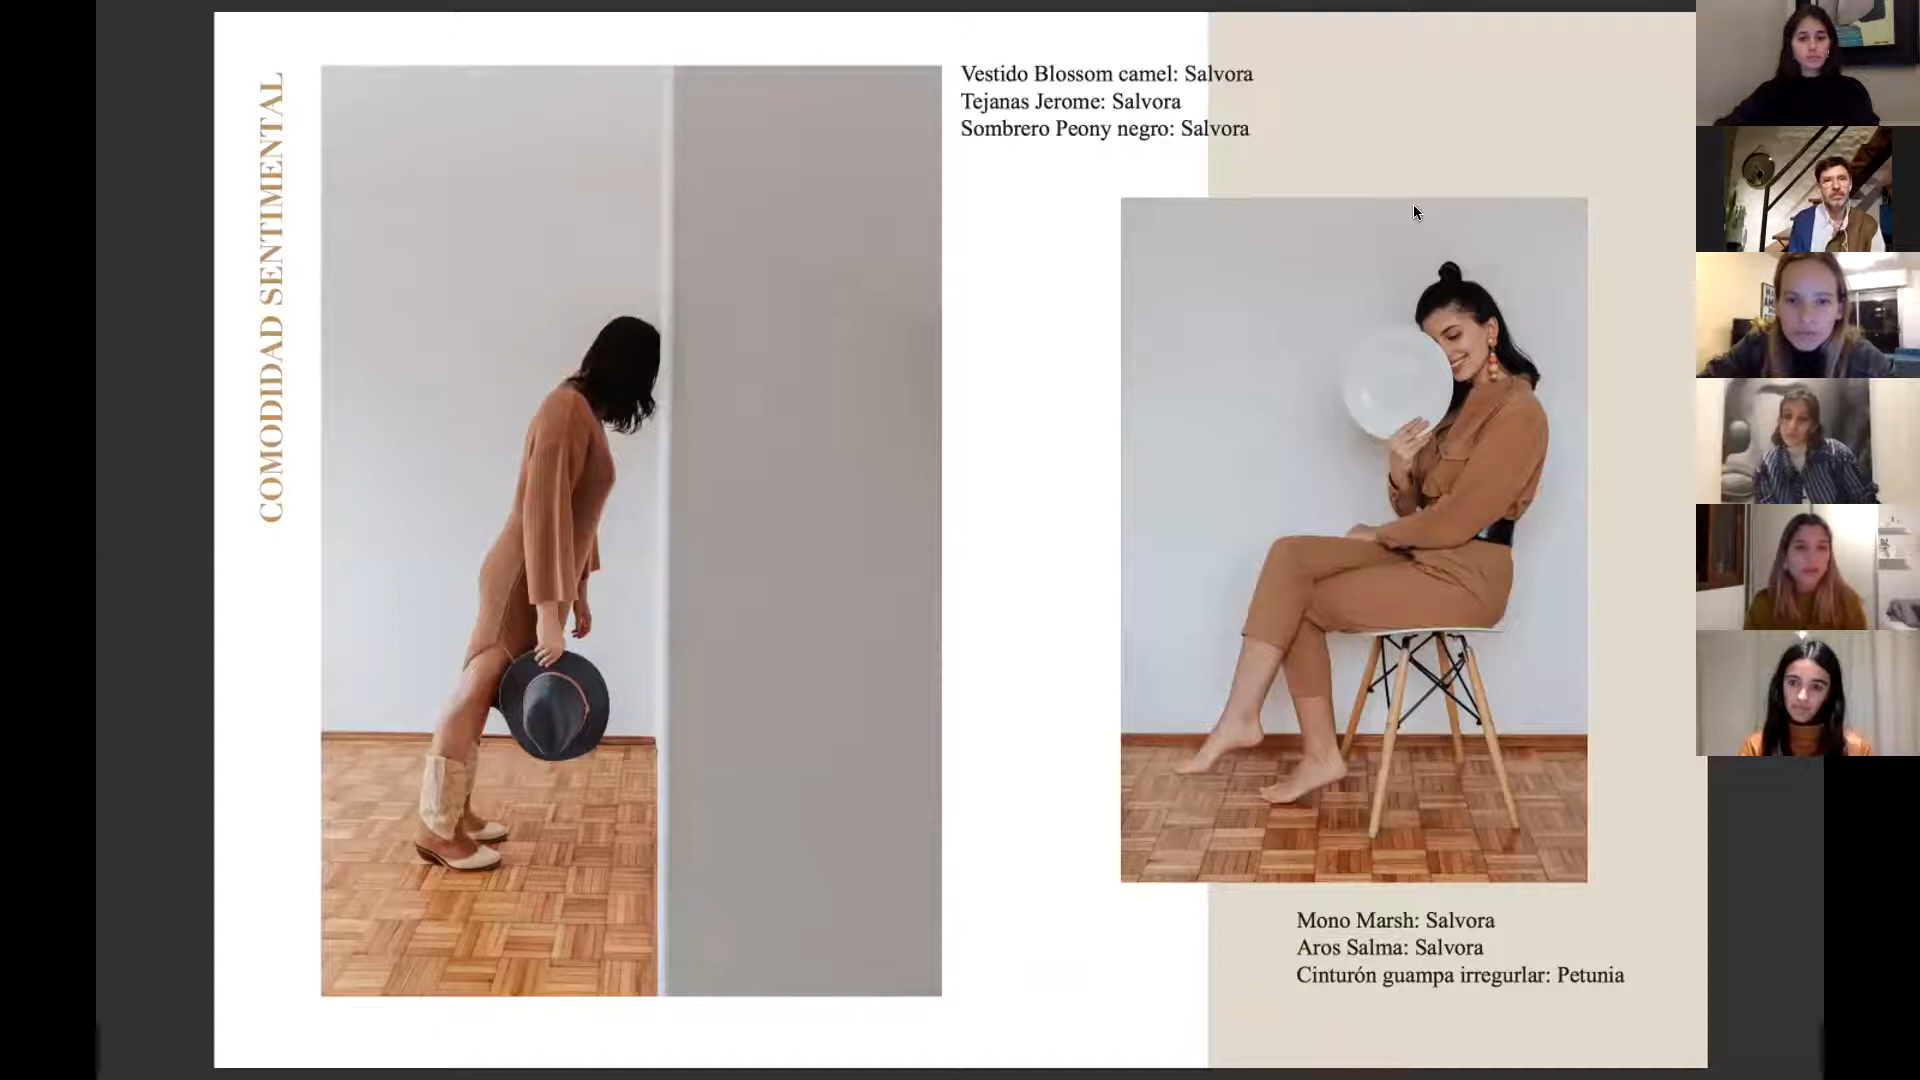 COMODIDAD SENTIMENTAL
Vestido Blossom camel: Salvora
Tejanas Jerome: Salvora
Sombrero Peony negro: Salvora
Mono Marsh: Salvora
Aros Salma: Salvora
Cinturón guampa irregurlar: Petunia